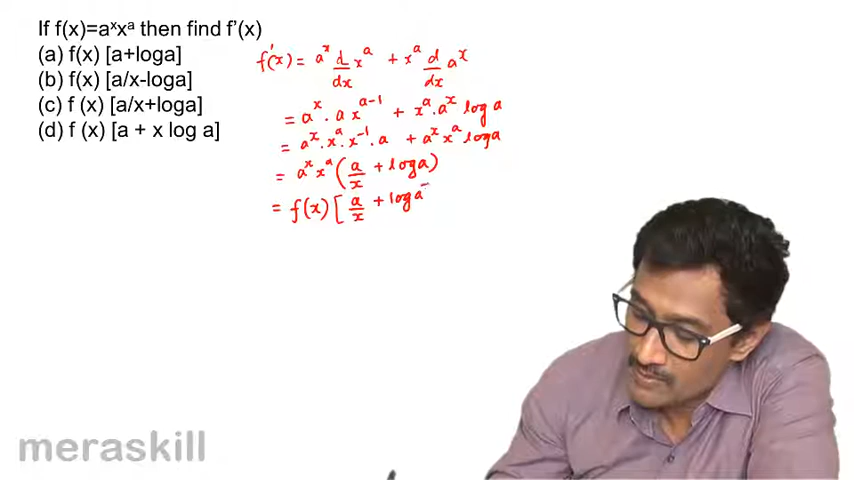 If f(x)=aˣxᵃ then find f’(x)
(a) f(x) [a+loga]
(b) f(x) [a/x-loga]
(c) f (x) [a/x+loga]
(d) f (x) [a + x log a]
f'(x) = aˣ d/dx xᵃ + xᵃ d/dx aˣ
= aˣ · a xᵃ⁻¹ + xᵃ · aˣ log a
= aˣ · xᵃ · x⁻¹ · a + aˣ xᵃ log a
= aˣ xᵃ (a/x + log a)
= f(x) [a/x + log a
meraskill